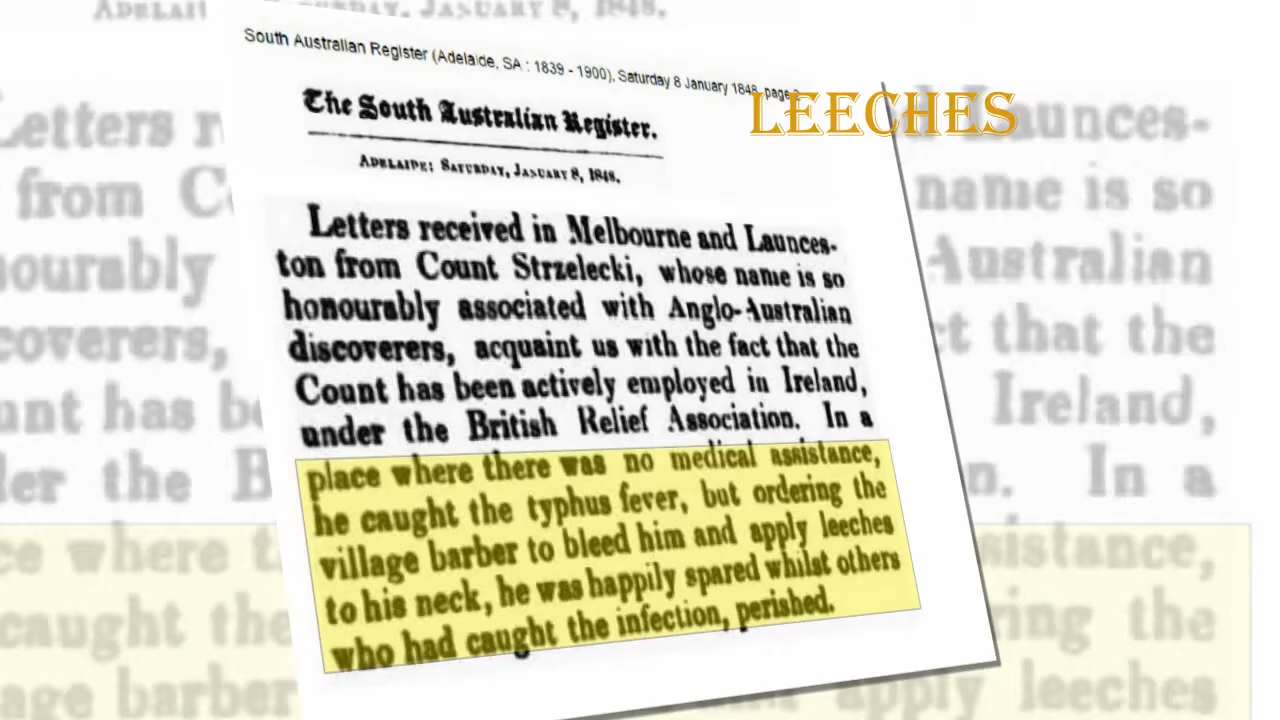 South Australian Register (Adelaide, SA : 1839 - 1900), Saturday 8 January 1848, page
LEECHES
The South Australian Register.
ADELAIDE: SATURDAY, JANUARY 8, 1848.
Letters received in Melbourne and Launces-
ton from Count Strzelecki, whose name is so
honourably associated with Anglo-Australian
discoverers, acquaint us with the fact that the
Count has been actively employed in Ireland,
under the British Relief Association. In a
place where there was no medical assistance,
he caught the typhus fever, but ordering the
village barber to bleed him and apply leeches
to his neck, he was happily spared whilst others
who had caught the infection, perished.